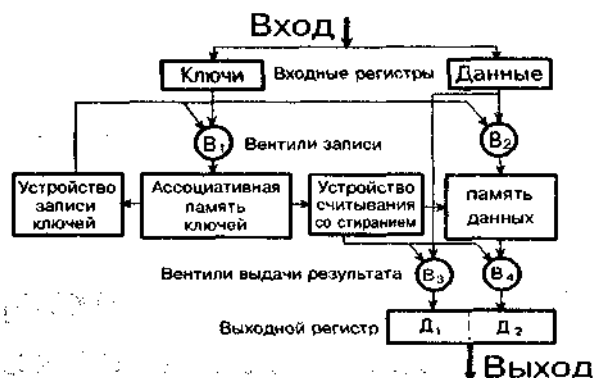 Вход
Ключи
Входные регистры
Данные
В₁
Вентили записи
В₂
Устройство
записи
ключей
Ассоциативная
память
ключей
Устройство
считывания
со стиранием
память
данных
Вентили выдачи результата
В₃
В₄
Выходной регистр
Д₁
Д₂
Выход